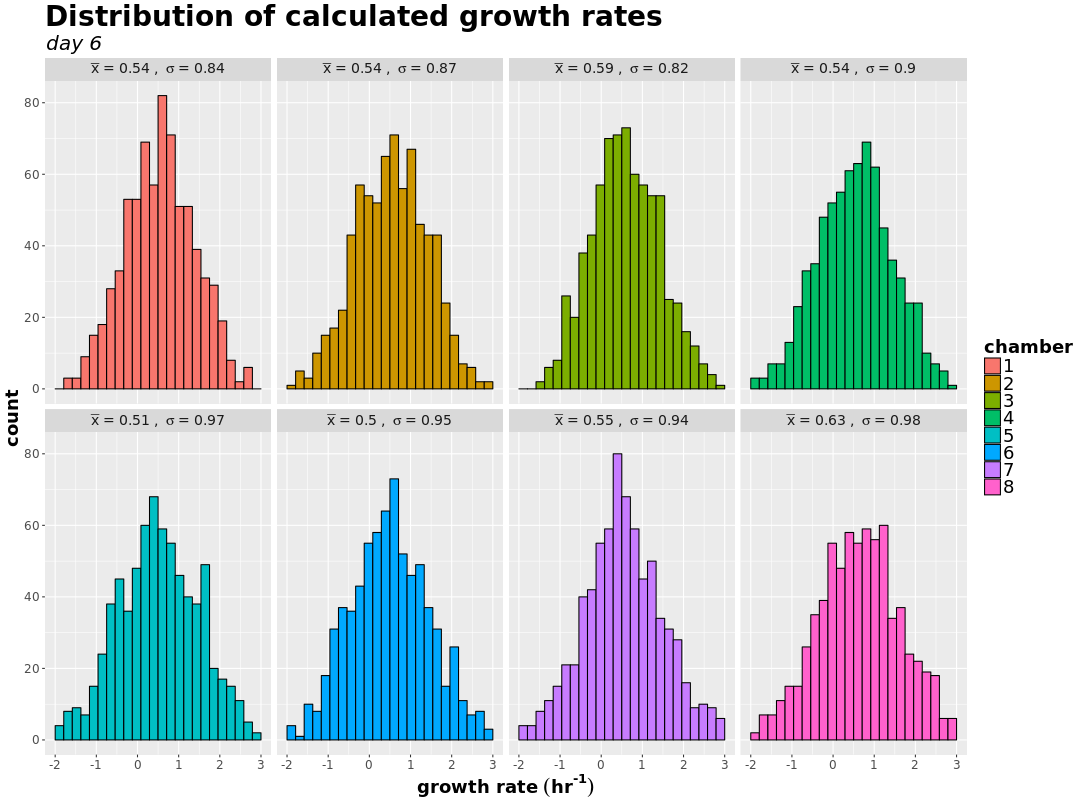 Distribution of calculated growth rates
day 6
x̅ = 0.54 , σ = 0.84
x̅ = 0.54 , σ = 0.87
x̅ = 0.59 , σ = 0.82
x̅ = 0.54 , σ = 0.9
80
60
40
20
0
x̅ = 0.51 , σ = 0.97
x̅ = 0.5 , σ = 0.95
x̅ = 0.55 , σ = 0.94
x̅ = 0.63 , σ = 0.98
80
60
40
20
0
-2 -1 0 1 2 3
-2 -1 0 1 2 3
-2 -1 0 1 2 3
-2 -1 0 1 2 3
count
growth rate (hr⁻¹)
chamber
1
2
3
4
5
6
7
8